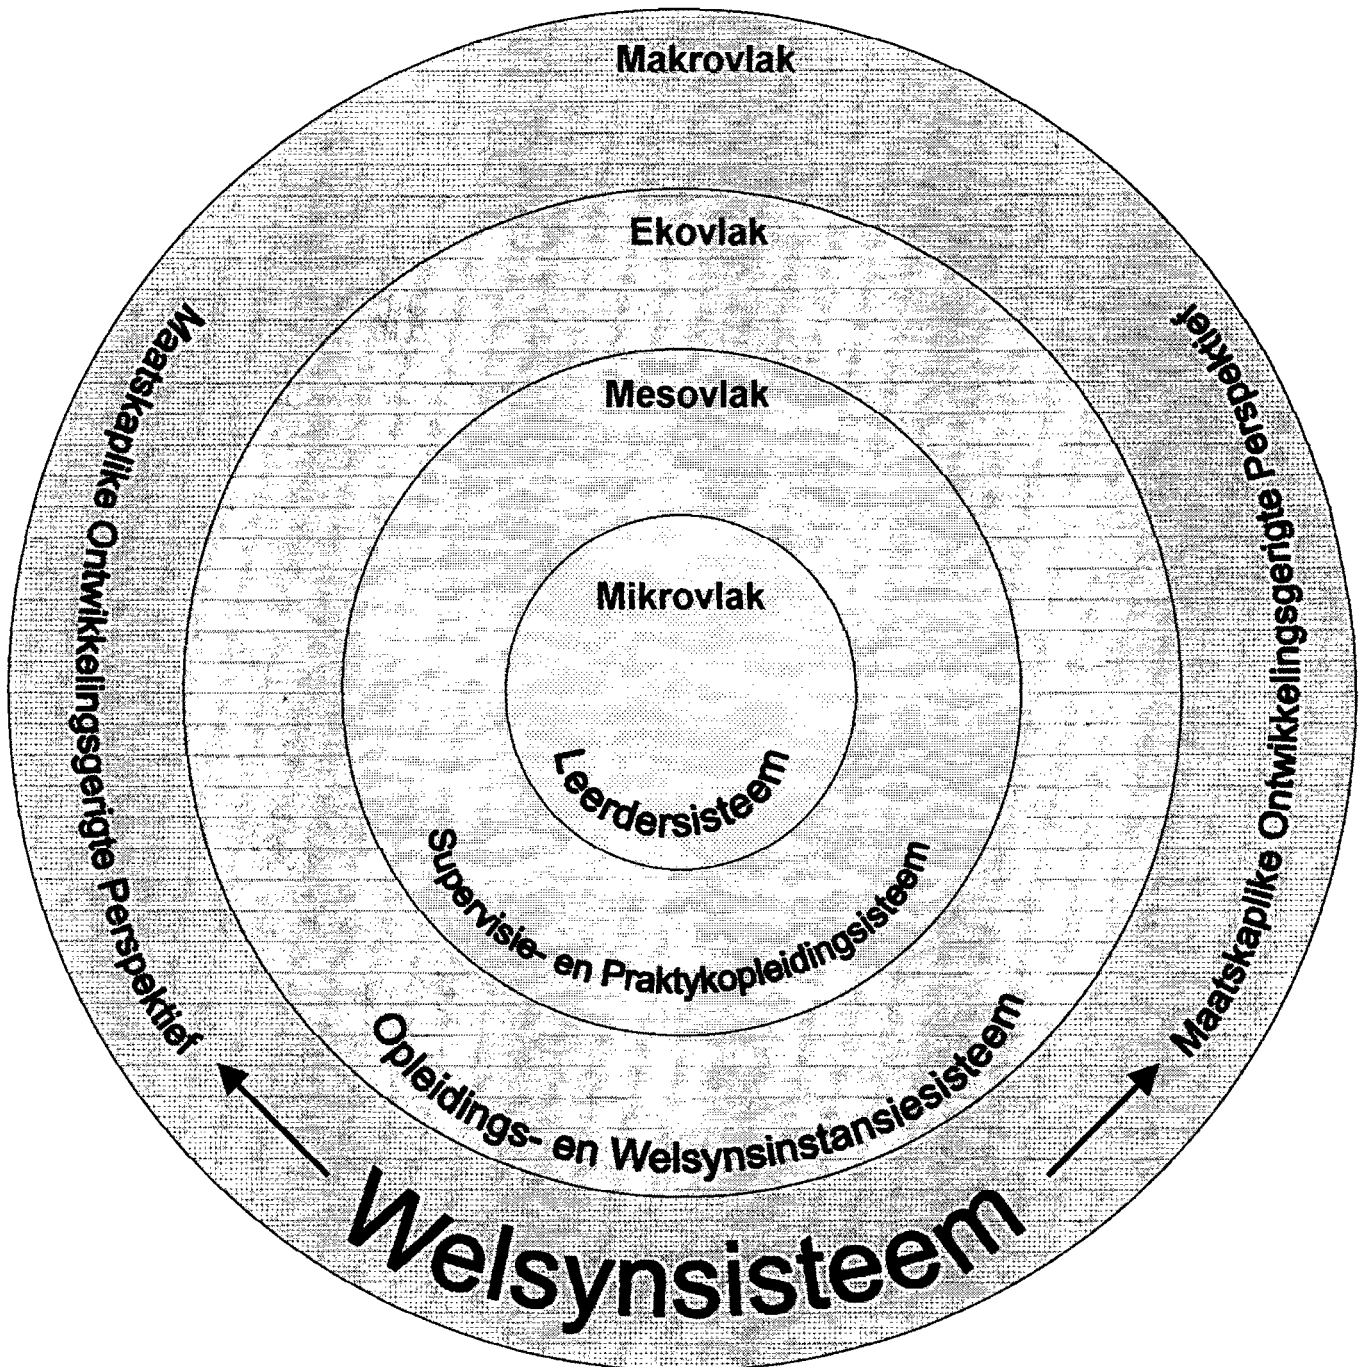 Makrovlak
Ekovlak
Mesovlak
Mikrovlak
Leerdersisteem
Supervisie- en Praktykopleidingsisteem
Opleidings- en Welsynsinstansiesisteem
Welsynsisteem
Maatskaplike Ontwikkelingsgerigte Perspektief
Maatskaplike Ontwikkelingsgerigte Perspektief